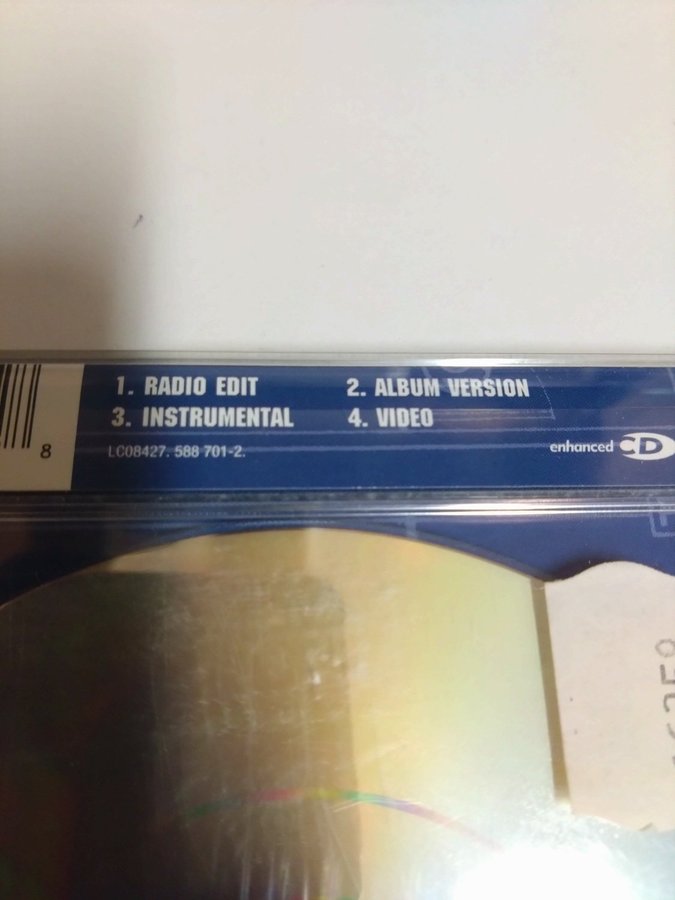 1. RADIO EDIT 2. ALBUM VERSION
3. INSTRUMENTAL 4. VIDEO
8 LC08427. 588 701-2. enhanced CD